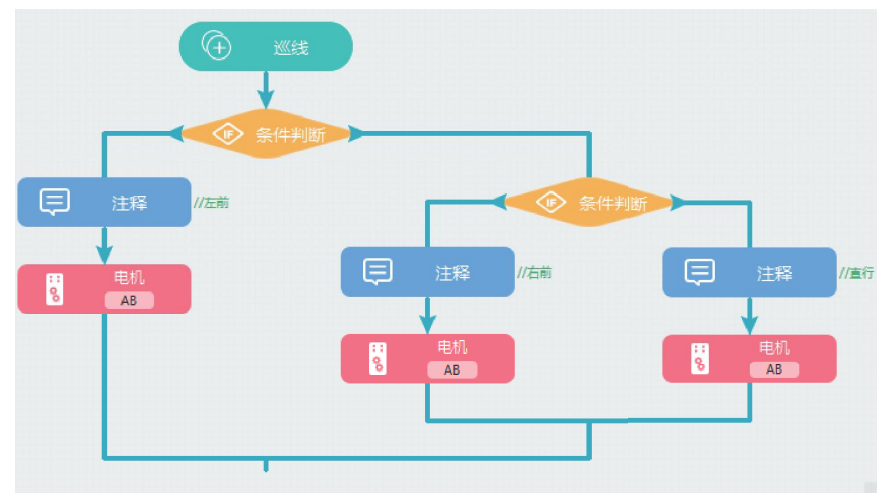 巡线
IF 条件判断
注释 //左前
IF 条件判断
电机
AB
注释 //右前
注释 //直行
电机
AB
电机
AB